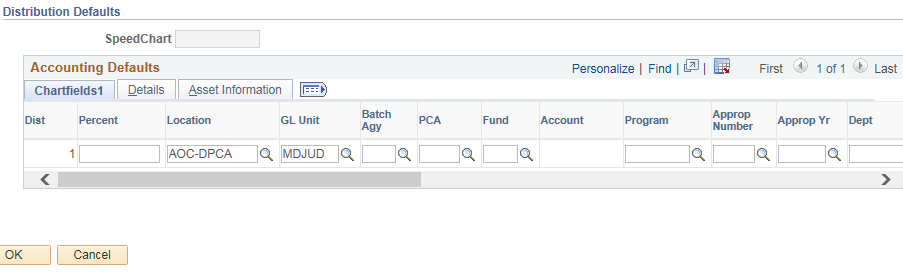 Distribution Defaults
SpeedChart
Accounting Defaults
Personalize | Find | | First 1 of 1 Last
Chartfields1 Details Asset Information
Dist Percent Location GL Unit Batch Agy PCA Fund Account Program Approp Number Approp Yr Dept
1 AOC-DPCA MDJUD
OK Cancel